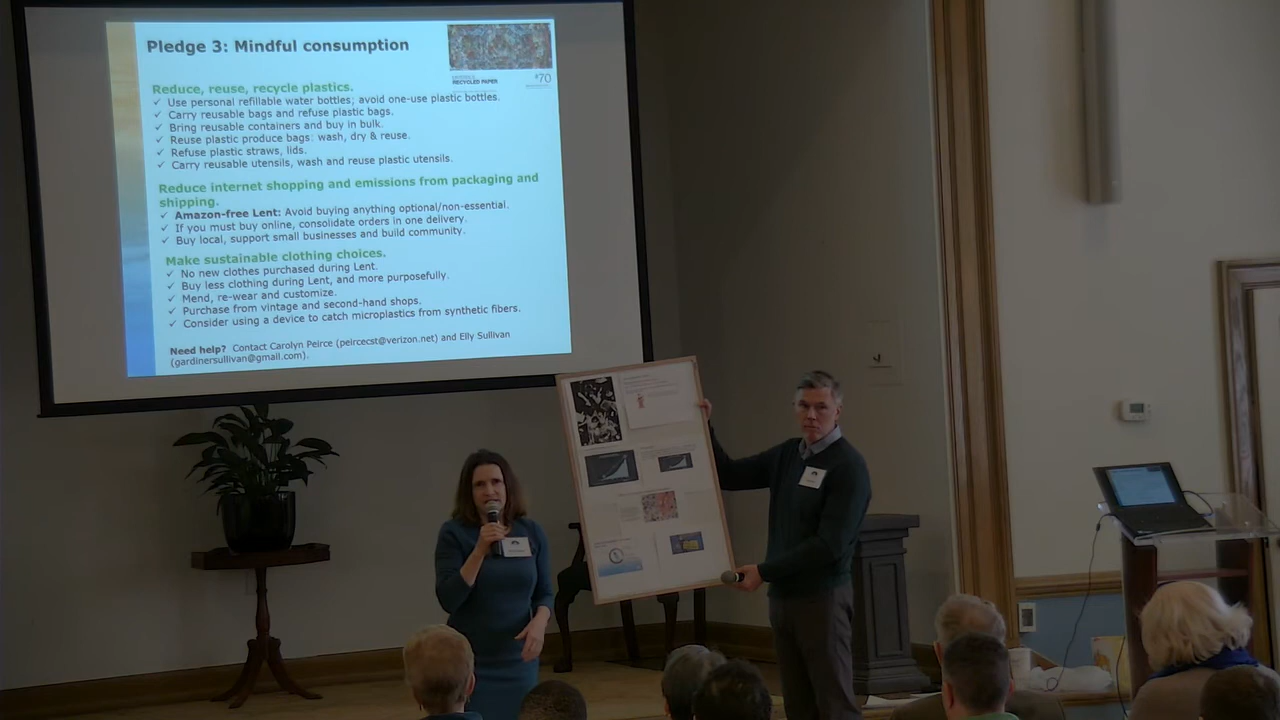 Pledge 3: Mindful consumption
RECYCLED PAPER
$70
Reduce, reuse, recycle plastics.
✓ Use personal refillable water bottles; avoid one-use plastic bottles.
✓ Carry reusable bags and refuse plastic bags.
✓ Bring reusable containers and buy in bulk.
✓ Reuse plastic produce bags: wash, dry & reuse.
✓ Refuse plastic straws, lids.
✓ Carry reusable utensils, wash and reuse plastic utensils.
Reduce internet shopping and emissions from packaging and
shipping.
✓ Amazon-free Lent: Avoid buying anything optional/non-essential.
✓ If you must buy online, consolidate orders in one delivery.
✓ Buy local, support small businesses and build community.
Make sustainable clothing choices.
✓ No new clothes purchased during Lent.
✓ Buy less clothing during Lent, and more purposefully.
✓ Mend, re-wear and customize.
✓ Purchase from vintage and second-hand shops.
✓ Consider using a device to catch microplastics from synthetic fibers.
Need help? Contact Carolyn Peirce (peircecst@verizon.net) and Elly Sullivan
(gardinersullivan@gmail.com).